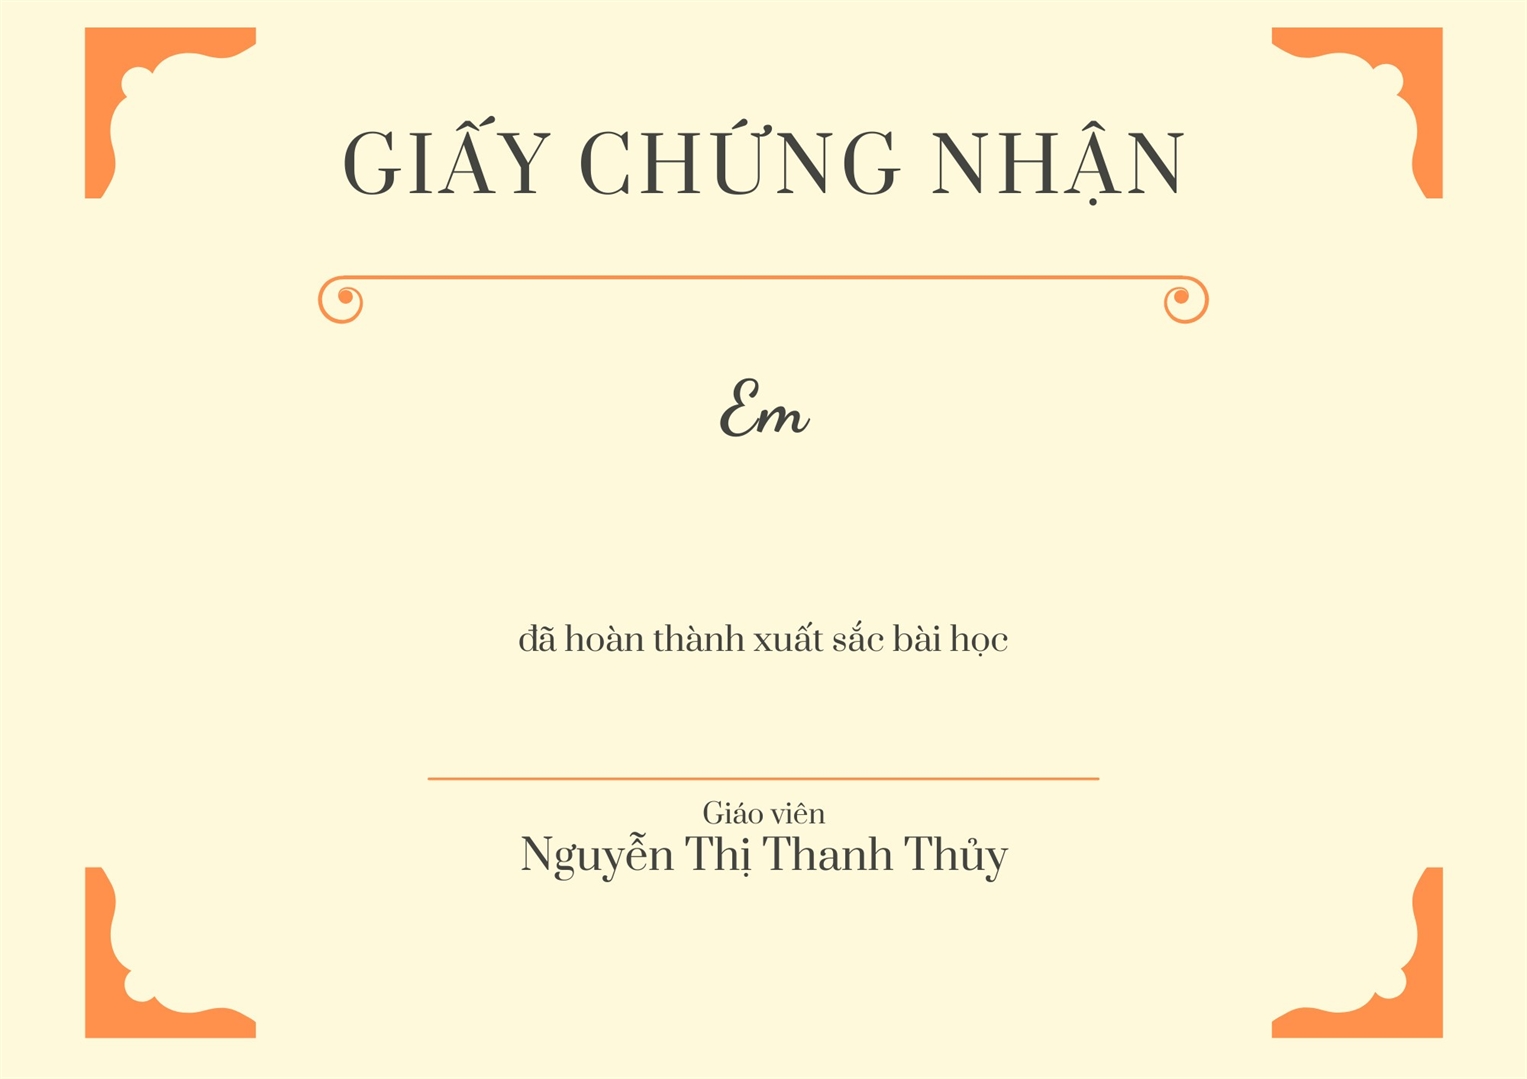 GIẤY CHỨNG NHẬN
Em
đã hoàn thành xuất sắc bài học
Giáo viên
Nguyễn Thị Thanh Thủy